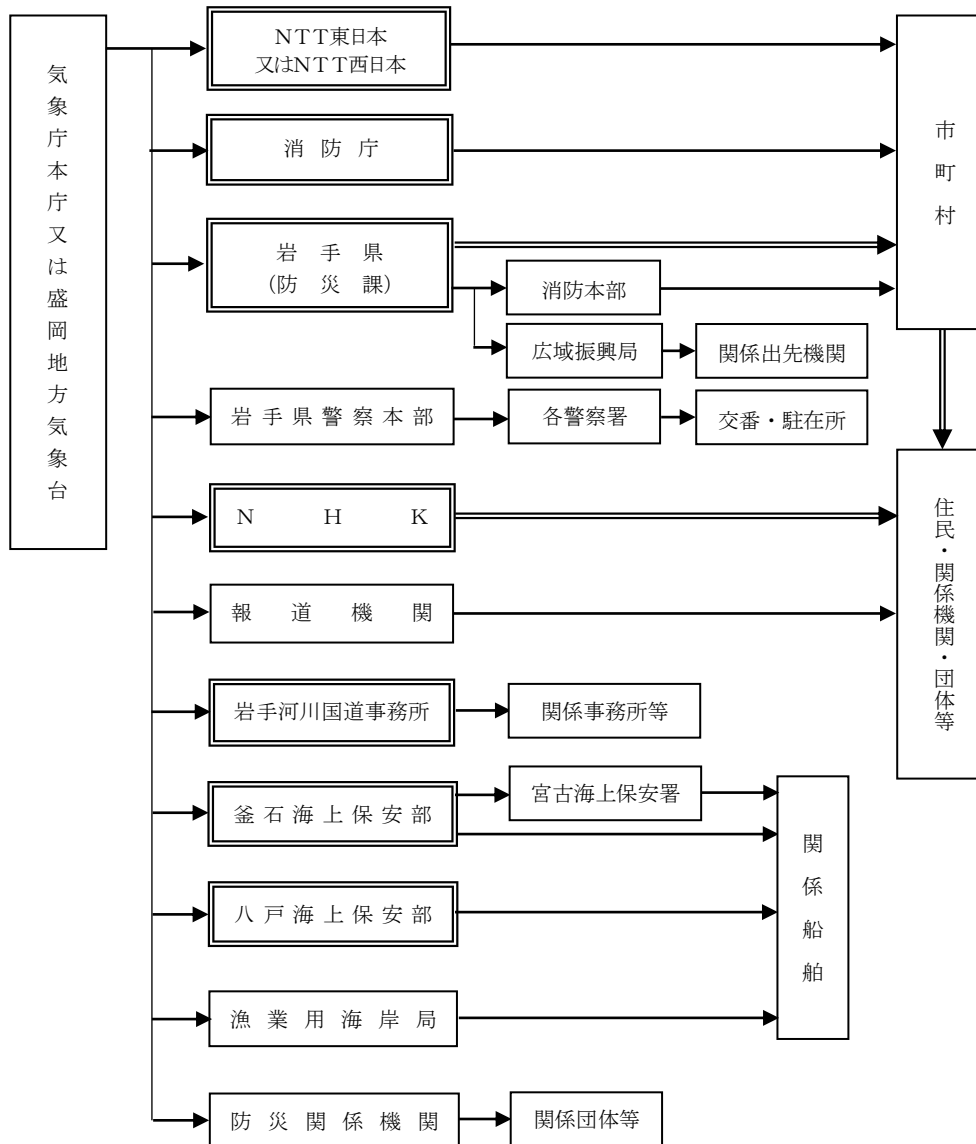 気象庁本庁又は盛岡地方気象台
ＮＴＴ東日本
又はＮＴＴ西日本
消防庁
岩手県
(防災課)
消防本部
広域振興局
関係出先機関
岩手県警察本部
各警察署
交番・駐在所
ＮＨＫ
報道機関
岩手河川国道事務所
関係事務所等
釜石海上保安部
宮古海上保安署
八戸海上保安部
漁業用海岸局
防災関係機関
関係団体等
関係船舶
市町村
住民・関係機関・団体等